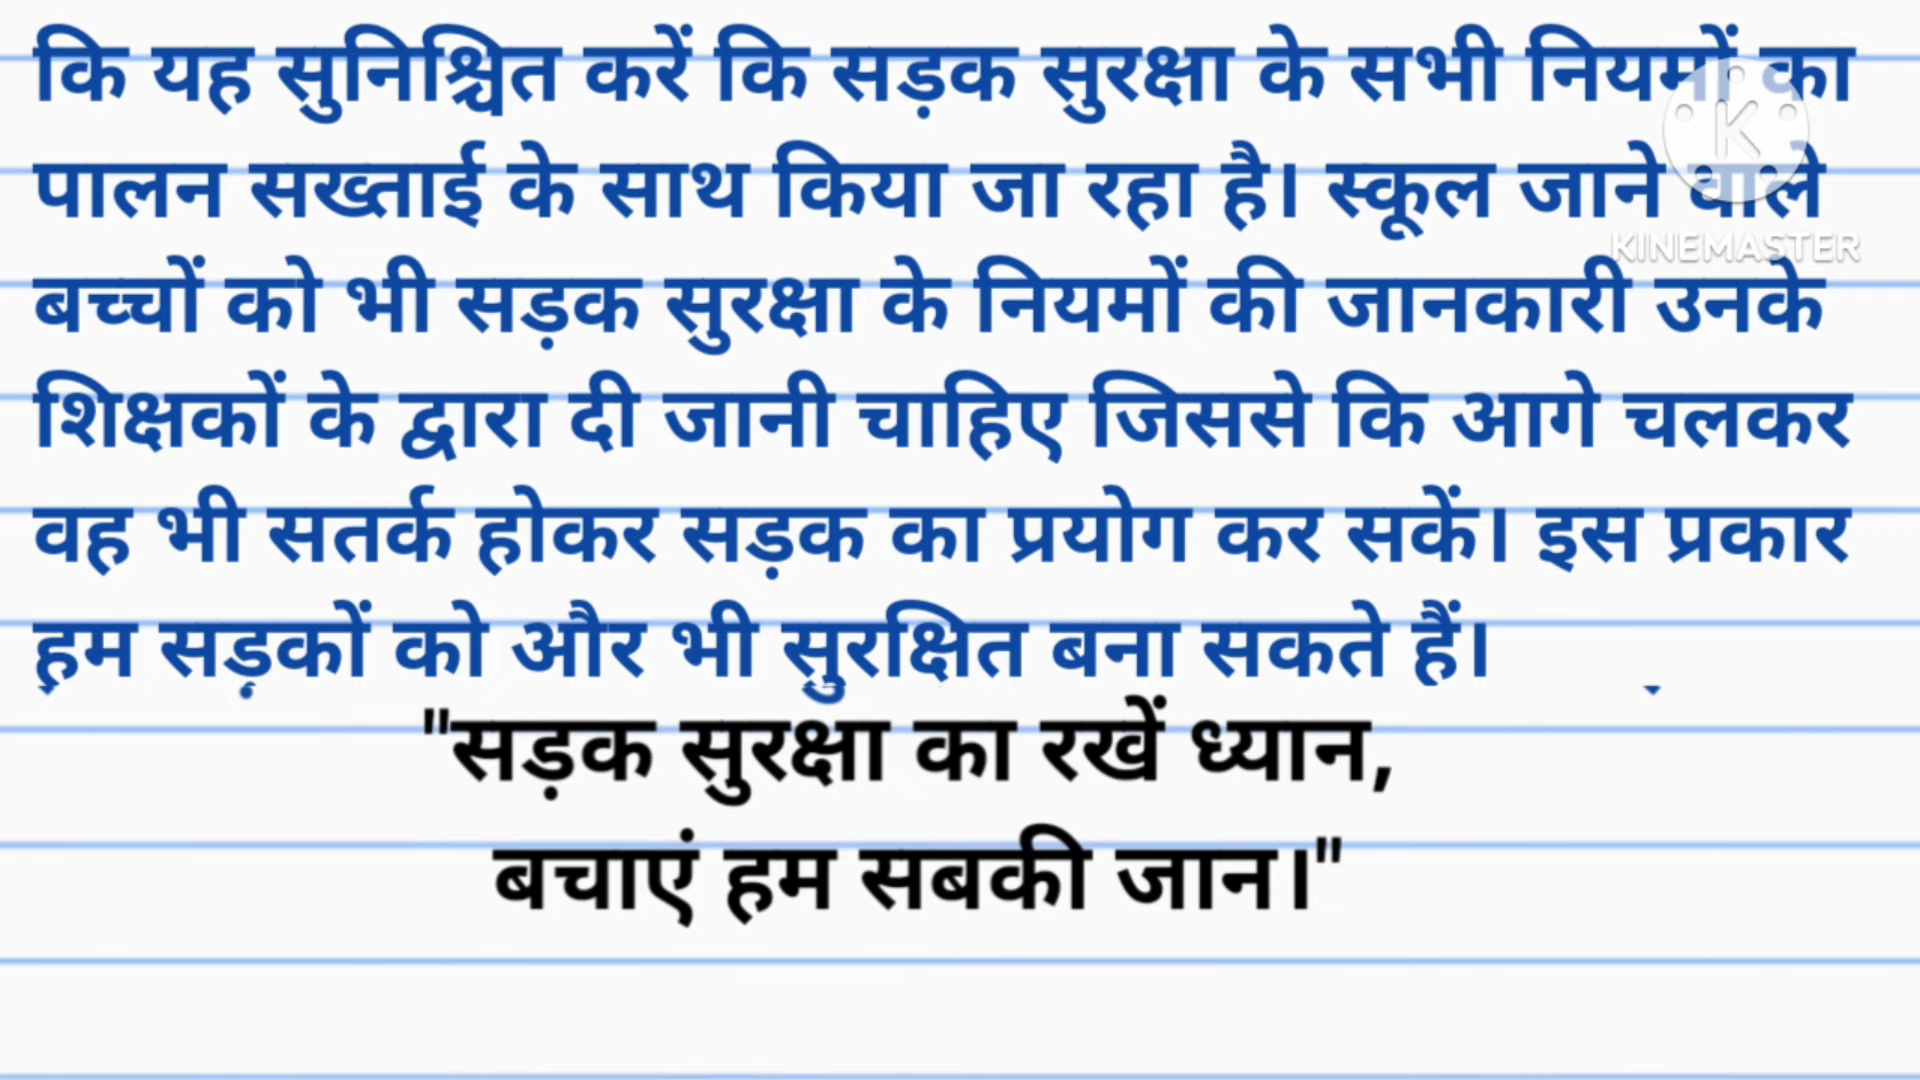 कि यह सुनिश्चित करें कि सड़क सुरक्षा के सभी नियमों का
पालन सख्ताई के साथ किया जा रहा है। स्कूल जाने वाले
बच्चों को भी सड़क सुरक्षा के नियमों की जानकारी उनके
शिक्षकों के द्वारा दी जानी चाहिए जिससे कि आगे चलकर
वह भी सतर्क होकर सड़क का प्रयोग कर सकें। इस प्रकार
हम सड़कों को और भी सुरक्षित बना सकते हैं।
"सड़क सुरक्षा का रखें ध्यान,
बचाएं हम सबकी जान।"
K
KINEMASTER